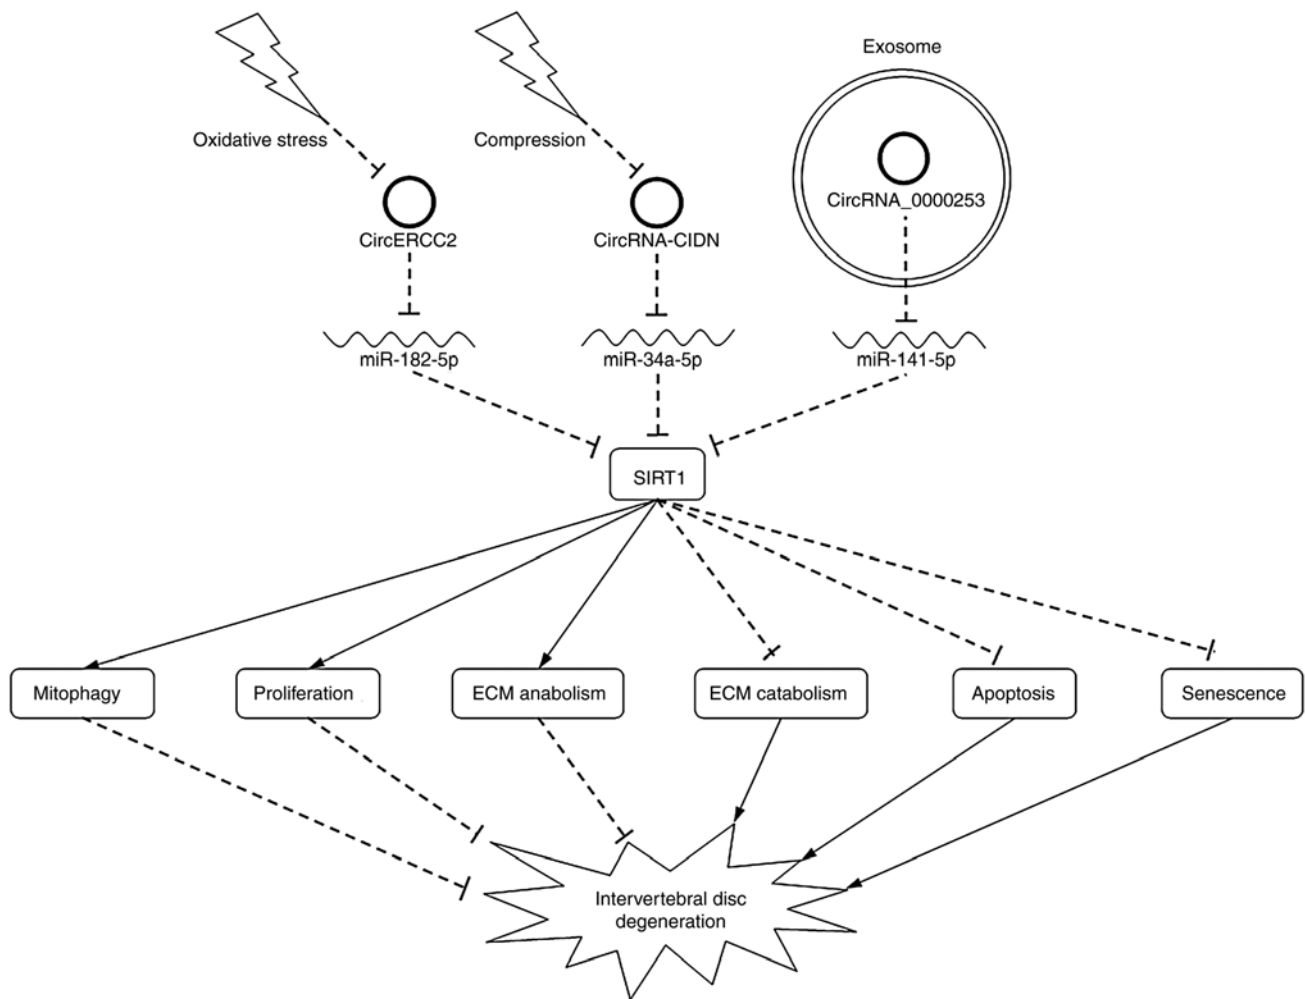 Exosome
Oxidative stress
Compression
CircRNA_0000253
CircERCC2
CircRNA-CIDN
miR-182-5p
miR-34a-5p
miR-141-5p
SIRT1
Mitophagy
Proliferation
ECM anabolism
ECM catabolism
Apoptosis
Senescence
Intervertebral disc
degeneration